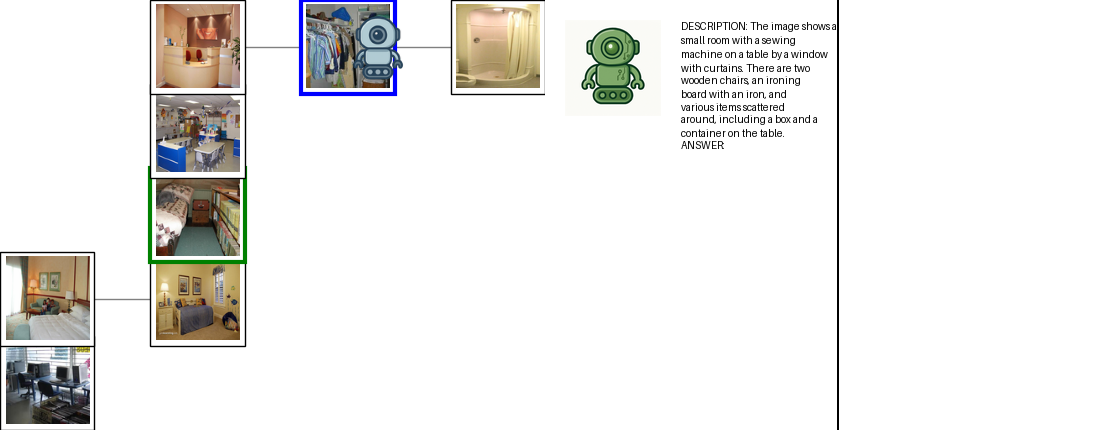 DESCRIPTION: The image shows a
small room with a sewing
machine on a table by a window
with curtains. There are two
wooden chairs, an ironing
board with an iron, and
various items scattered
around, including a box and a
container on the table.
ANSWER: